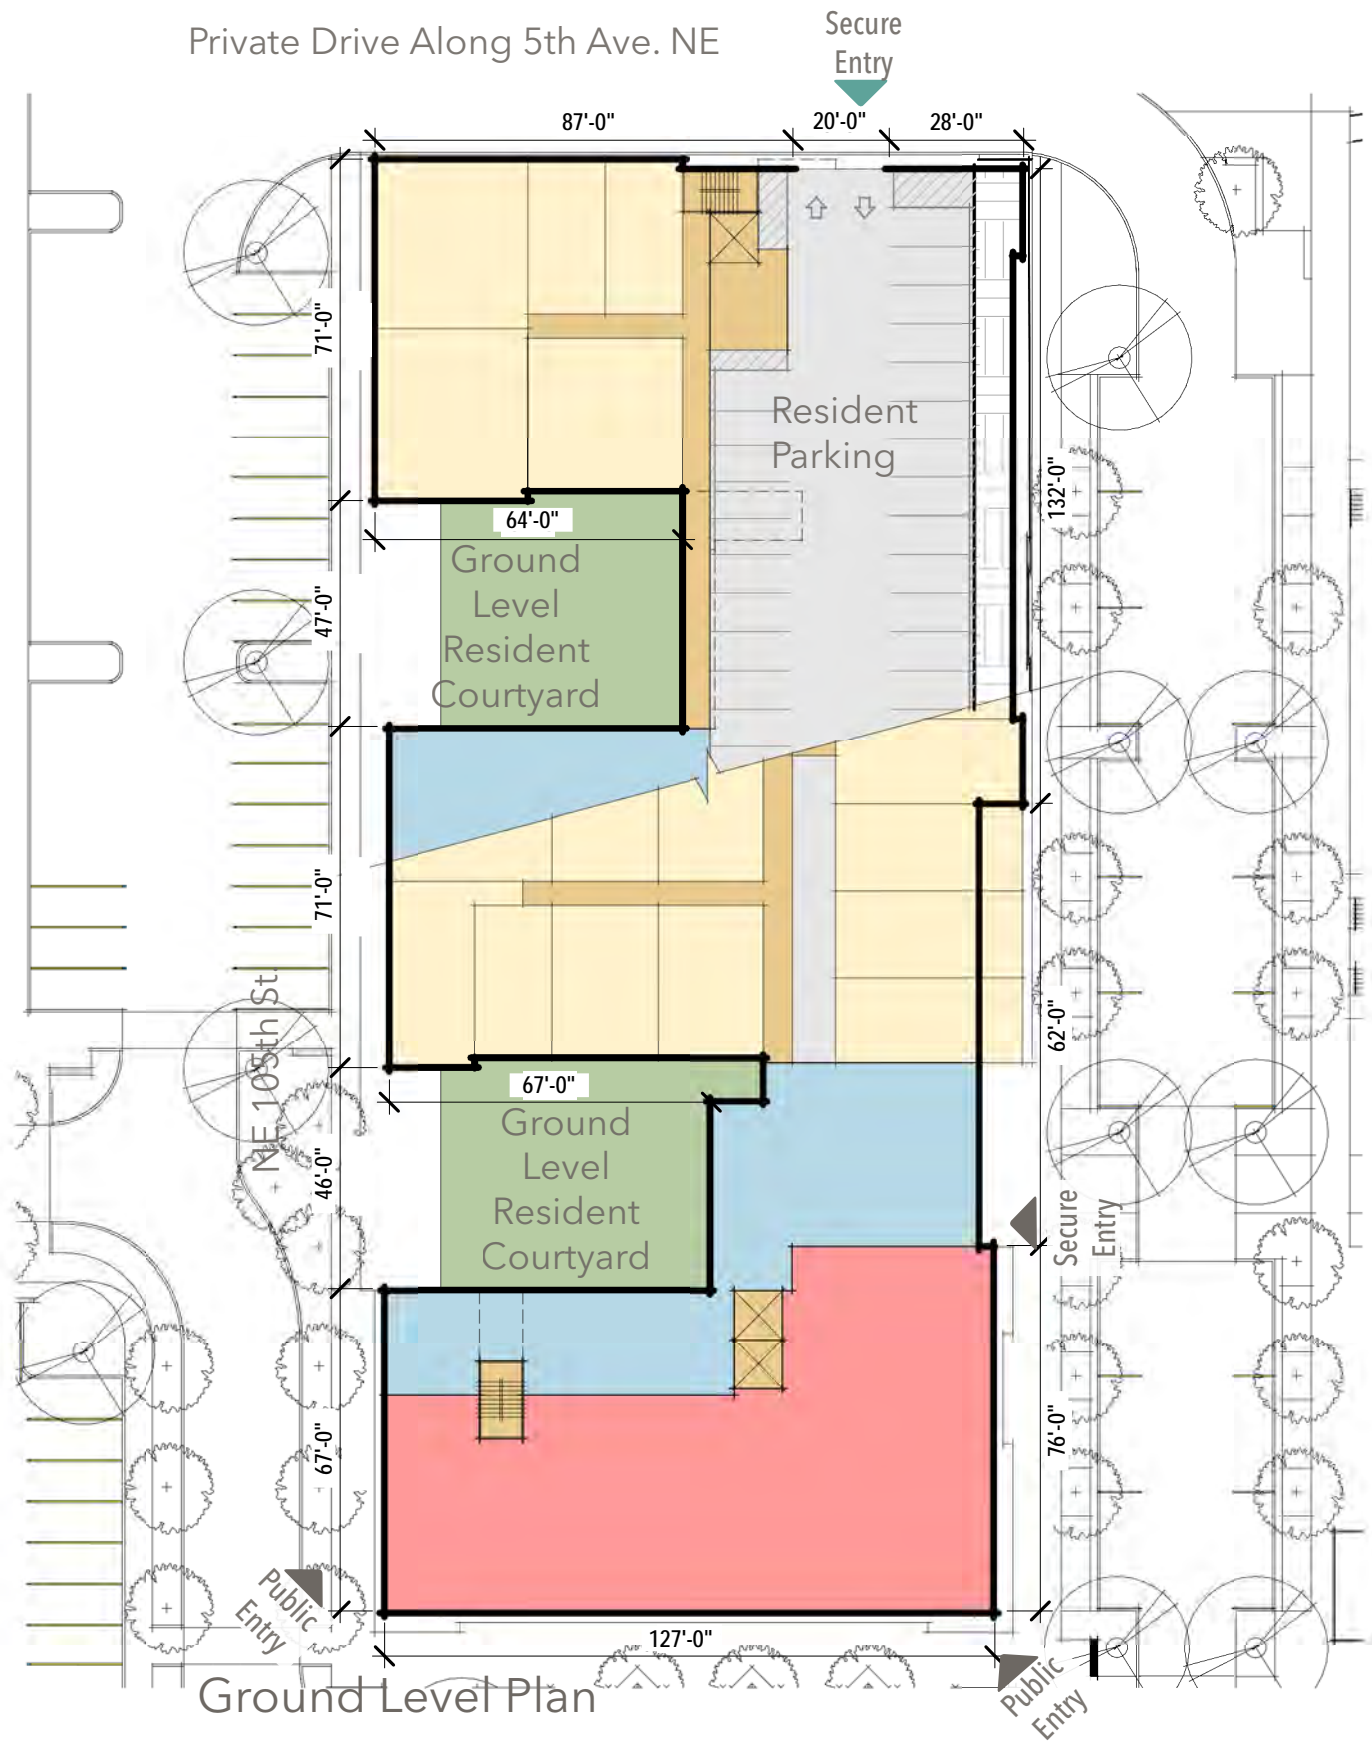 Private Drive Along 5th Ave. NE
Secure
Entry
87'-0"
20'-0"
28'-0"
71'-0"
Resident
Parking
132'-0"
64'-0"
Ground
Level
Resident
Courtyard
47'-0"
71'-0"
NE 105th St.
62'-0"
67'-0"
Ground
Level
Resident
Courtyard
46'-0"
Secure
Entry
67'-0"
76'-0"
Public
Entry
127'-0"
Public
Entry
Ground Level Plan